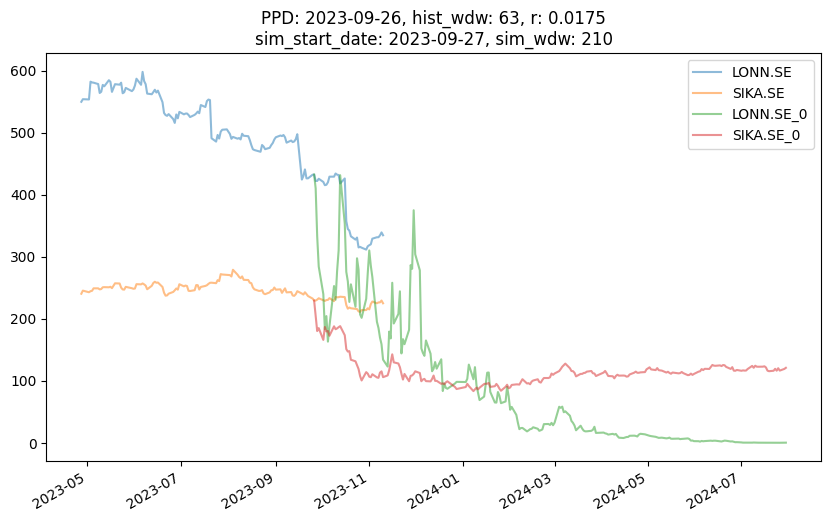 PPD: 2023-09-26, hist_wdw: 63, r: 0.0175
sim_start_date: 2023-09-27, sim_wdw: 210
LONN.SE
SIKA.SE
LONN.SE_0
SIKA.SE_0
600
500
400
300
200
100
0
2023-05
2023-07
2023-09
2023-11
2024-01
2024-03
2024-05
2024-07